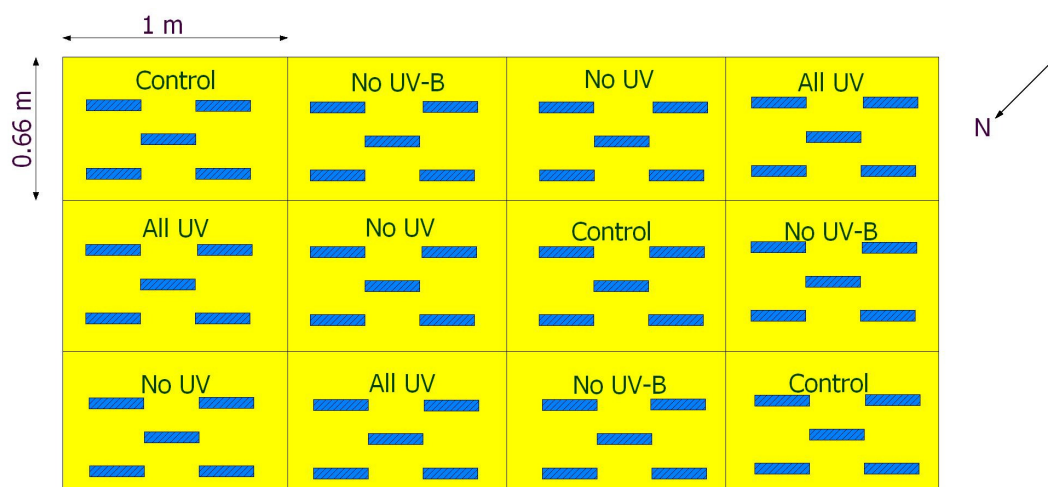 1 m
0.66 m
Control
No UV-B
No UV
All UV
N
All UV
No UV
Control
No UV-B
No UV
All UV
No UV-B
Control